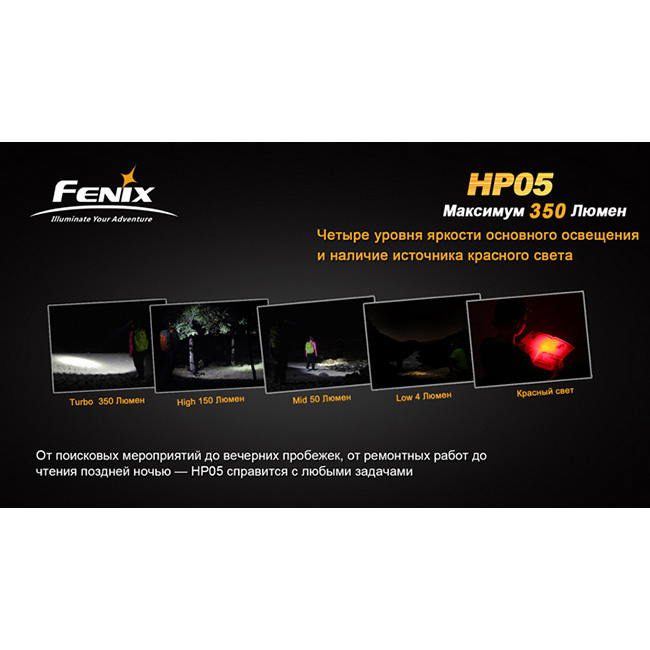 FENIX
Illuminate Your Adventure
HP05
Максимум 350 Люмен
Четыре уровня яркости основного освещения
и наличие источника красного света
Turbo 350 Люмен
High 150 Люмен
Mid 50 Люмен
Low 4 Люмен
Красный свет
От поисковых мероприятий до вечерних пробежек, от ремонтных работ до
чтения поздней ночью — HP05 справится с любыми задачами